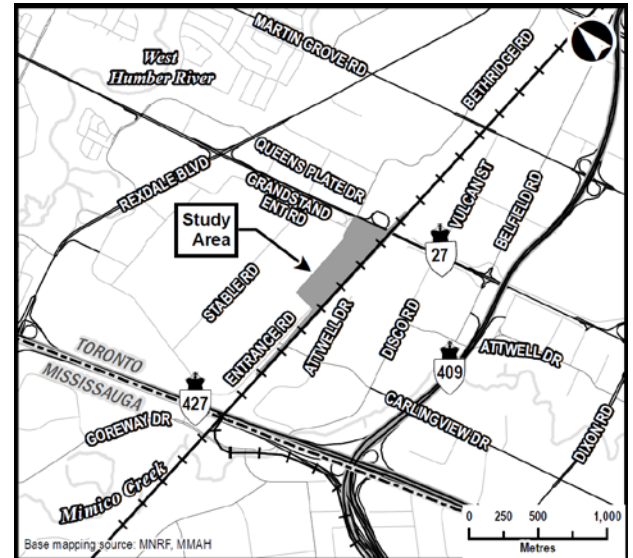 MARTIN GROVE RD
West
Humber River
BETHRIDGE RD
REXDALE BLVD
QUEENS PLATE DR
GRANDSTAND
ENT RD
VULCAN ST
BELFIELD RD
Study
Area
27
STABLE RD
ENTRANCE RD
ATTWELL DR
DISCO RD
ATTWELL DR
409
TORONTO
MISSISSAUGA
427
GOREWAY DR
CARLINGVIEW DR
DIXON RD
Mimico Creek
0 250 500 1,000
Metres
Base mapping source: MNRF, MMAH